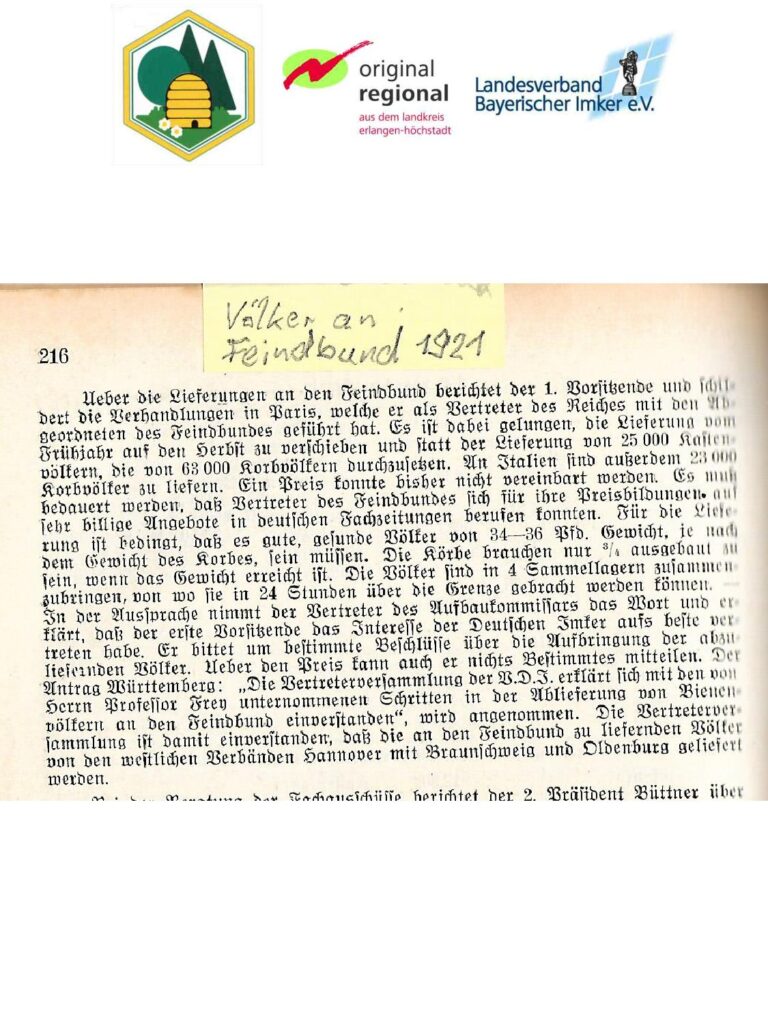 original
regional
aus dem landkreis
erlangen-höchstadt
Landesverband
Bayerischer Imker e.V.
Völker an
Feindbund 1921
216
Ueber die Lieferungen an den Feindbund berichtet der 1. Vorsitzende und schil-
dert die Verhandlungen in Paris, welche er als Vertreter des Reiches mit den Ab-
geordneten des Feindbundes geführt hat. Es ist dabei gelungen, die Lieferung vom
Frühjahr auf den Herbst zu verschieben und statt der Lieferung von 25 000 Kasten-
völkern, die von 63 000 Korbvölkern durchzusetzen. An Italien sind außerdem 23 000
Korbvölker zu liefern. Ein Preis konnte bisher nicht vereinbart werden. Es muß
bedauert werden, daß Vertreter des Feindbundes sich für ihre Preisbildungen auf
sehr billige Angebote in deutschen Fachzeitungen berufen konnten. Für die Liefe-
rung ist bedingt, daß es gute, gesunde Völker von 34—36 Pfd. Gewicht, je nach
dem Gewicht des Korbes, sein müssen. Die Körbe brauchen nur ¾ ausgebaut zu
sein, wenn das Gewicht erreicht ist. Die Völker sind in 4 Sammellagern zusammen-
zubringen, von wo sie in 24 Stunden über die Grenze gebracht werden können. —
In der Aussprache nimmt der Vertreter des Aufbaukommissars das Wort und er-
klärt, daß der erste Vorsitzende das Interesse der Deutschen Imker aufs beste ver-
treten habe. Er bittet um bestimmte Beschlüsse über die Aufbringung der abzu-
liefernden Völker. Ueber den Preis kann auch er nichts Bestimmtes mitteilen. Der
Antrag Württemberg: „Die Vertreterversammlung der V.D.I. erklärt sich mit den von
Herrn Professor Frey unternommenen Schritten in der Ablieferung von Bienen-
völkern an den Feindbund einverstanden“, wird angenommen. Die Vertreterver-
sammlung ist damit einverstanden, daß die an den Feindbund zu liefernden Völker
von den westlichen Verbänden Hannover mit Braunschweig und Oldenburg geliefert
werden.
Bei der Beratung der Fachausschüsse berichtet der 2. Präsident Büttner über